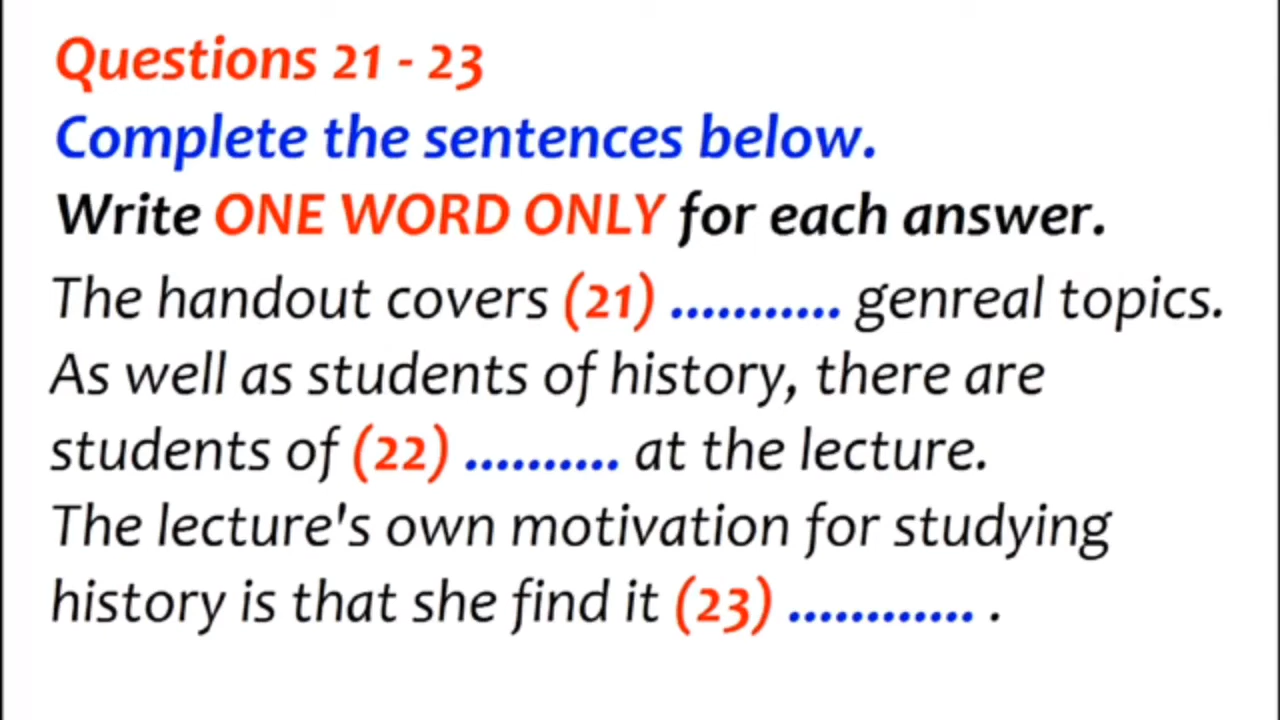 Questions 21 - 23
Complete the sentences below.
Write ONE WORD ONLY for each answer.
The handout covers (21) ........... genreal topics.
As well as students of history, there are
students of (22) .......... at the lecture.
The lecture's own motivation for studying
history is that she find it (23) ............ .